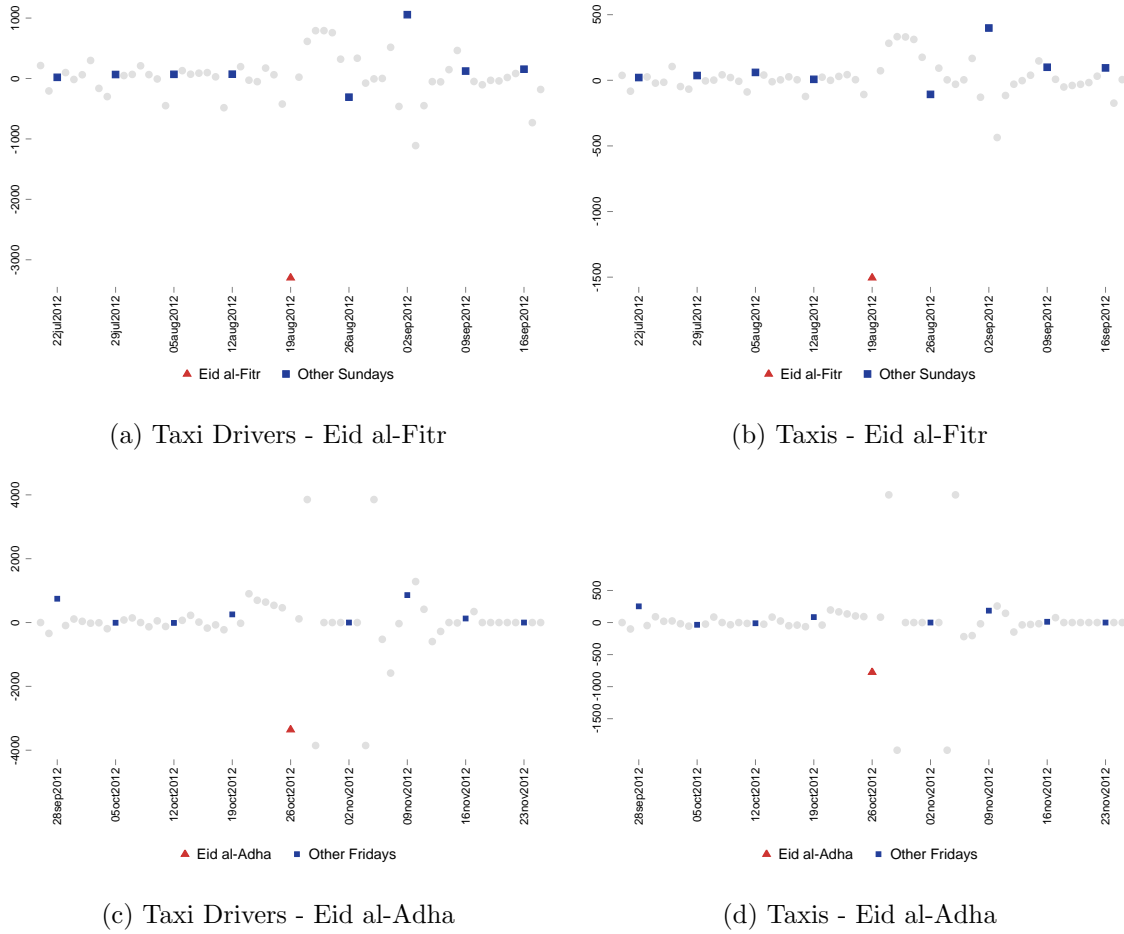 1000
0
-1000
-2000
-3000
22jul2012
29jul2012
05aug2012
12aug2012
19aug2012
26aug2012
02sep2012
09sep2012
16sep2012
Eid al-Fitr Other Sundays
(a) Taxi Drivers - Eid al-Fitr
500
0
-500
-1000
-1500
22jul2012
29jul2012
05aug2012
12aug2012
19aug2012
26aug2012
02sep2012
09sep2012
16sep2012
Eid al-Fitr Other Sundays
(b) Taxis - Eid al-Fitr
4000
2000
0
-2000
-4000
28sep2012
05oct2012
12oct2012
19oct2012
26oct2012
02nov2012
09nov2012
16nov2012
23nov2012
Eid al-Adha Other Fridays
(c) Taxi Drivers - Eid al-Adha
500
0
-500
-1000
-1500
28sep2012
05oct2012
12oct2012
19oct2012
26oct2012
02nov2012
09nov2012
16nov2012
23nov2012
Eid al-Adha Other Fridays
(d) Taxis - Eid al-Adha